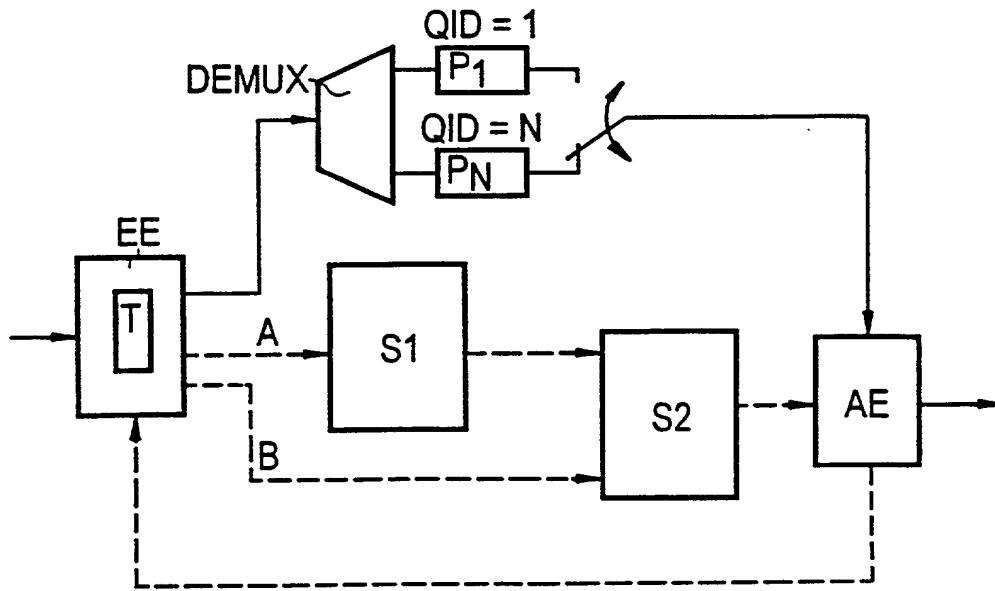 QID = 1
P1
DEMUX
QID = N
PN
EE
T
A
S1
S2
AE
B